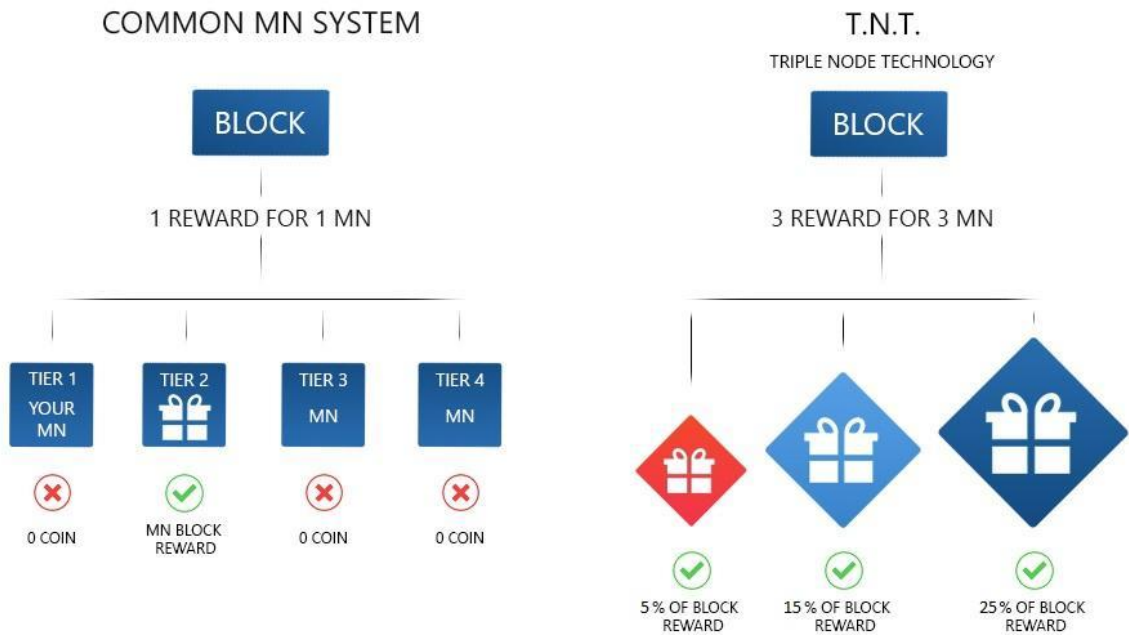 COMMON MN SYSTEM
BLOCK
1 REWARD FOR 1 MN
TIER 1
YOUR
MN
0 COIN
TIER 2
MN BLOCK
REWARD
TIER 3
MN
0 COIN
TIER 4
MN
0 COIN
T.N.T.
TRIPLE NODE TECHNOLOGY
BLOCK
3 REWARD FOR 3 MN
5 % OF BLOCK
REWARD
15 % OF BLOCK
REWARD
25% OF BLOCK
REWARD